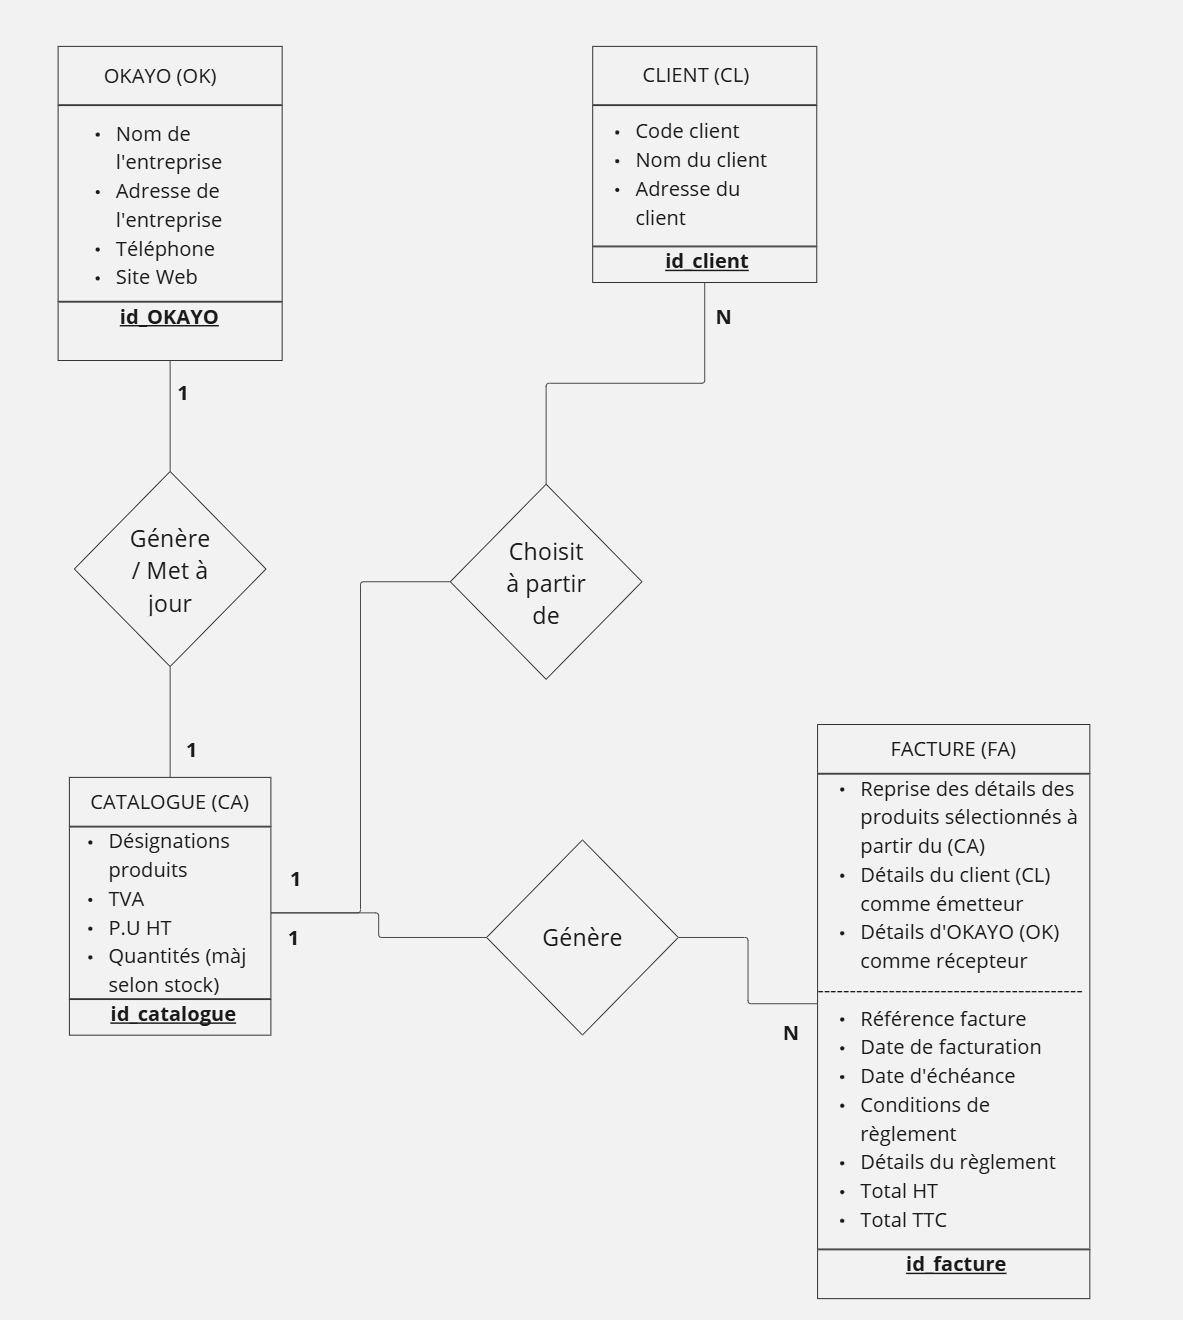 OKAYO (OK)
• Nom de
l'entreprise
• Adresse de
l'entreprise
• Téléphone
• Site Web
id_OKAYO
CLIENT (CL)
• Code client
• Nom du client
• Adresse du
client
id_client
N
1
Génère
/ Met à
jour
Choisit
à partir
de
1
CATALOGUE (CA)
• Désignations
produits
• TVA
• P.U HT
• Quantités (màj
selon stock)
id_catalogue
1
1
Génère
N
FACTURE (FA)
• Reprise des détails des
produits sélectionnés à
partir du (CA)
• Détails du client (CL)
comme émetteur
• Détails d'OKAYO (OK)
comme récepteur
• Référence facture
• Date de facturation
• Date d'échéance
• Conditions de
règlement
• Détails du règlement
• Total HT
• Total TTC
id_facture